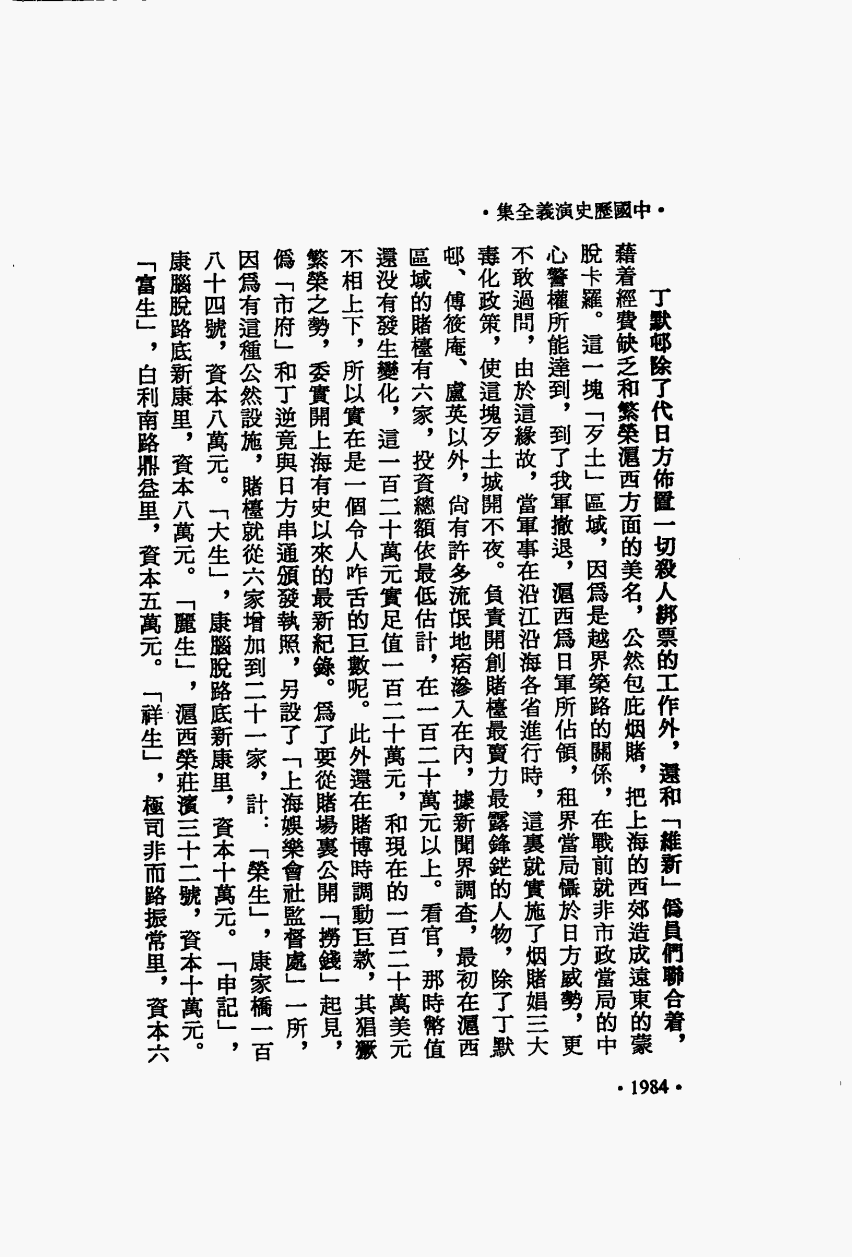 ·中國歷史演義全集·
丁默邨除了代日方佈置一切殺人綁票的工作外，還和「維新」僞員們聯合着，
藉着經費缺乏和繁榮滬西方面的美名，公然包庇烟賭，把上海的西郊造成遠東的蒙
脫卡羅。這一塊「歹土」區域，因爲是越界築路的關係，在戰前就非市政當局的中
心警權所能達到，到了我軍撤退，滬西爲日軍所佔領，租界當局懾於日方威勢，更
不敢過問，由於這緣故，當軍事在沿江沿海各省進行時，這裏就實施了烟賭娼三大
毒化政策，使這塊歹土城開不夜。負責開創賭檯最賣力最露鋒鋩的人物，除了丁默
邨、傅筱庵、盧英以外，尙有許多流氓地痞滲入在內，據新聞界調查，最初在滬西
區域的賭檯有六家，投資總額依最低估計，在一百二十萬元以上。看官，那時幣值
還没有發生變化，這一百二十萬元實足值一百二十萬元，和現在的一百二十萬美元
不相上下，所以實在是一個令人咋舌的巨數呢。此外還在賭博時調動巨款，其猖獗
繁榮之勢，委實開上海有史以來的最新紀錄。爲了要從賭場裏公開「撈錢」起見，
僞「市府」和丁逆竟與日方串通頒發執照，另設了「上海娛樂會社監督處」一所，
因爲有這種公然設施，賭檯就從六家增加到二十一家，計：「榮生」，康家橋一百
八十四號，資本八萬元。「大生」，康腦脫路底新康里，資本十萬元。「申記」，
康腦脫路底新康里，資本八萬元。「麗生」，滬西榮莊濱三十二號，資本十萬元。
「富生」，白利南路鼎益里，資本五萬元。「祥生」，極司非而路振常里，資本六
·1984·